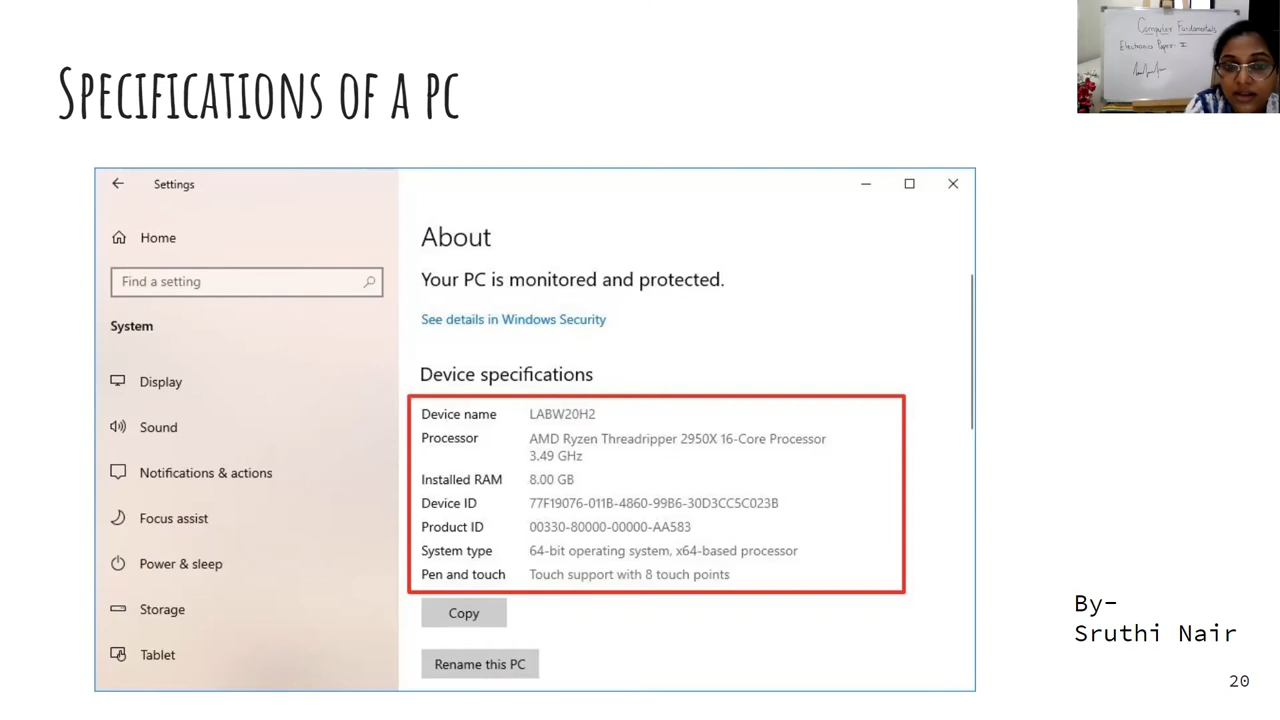 SPECIFICATIONS OF A PC
Computer Fundamentals
Electronics Paper I
Settings
Home
Find a setting
System
Display
Sound
Notifications & actions
Focus assist
Power & sleep
Storage
Tablet
About
Your PC is monitored and protected.
See details in Windows Security
Device specifications
Device name LABW20H2
Processor AMD Ryzen Threadripper 2950X 16-Core Processor
3.49 GHz
Installed RAM 8.00 GB
Device ID 77F19076-011B-4860-99B6-30D3CC5C023B
Product ID 00330-80000-00000-AA583
System type 64-bit operating system, x64-based processor
Pen and touch Touch support with 8 touch points
Copy
Rename this PC
By-
Sruthi Nair
20